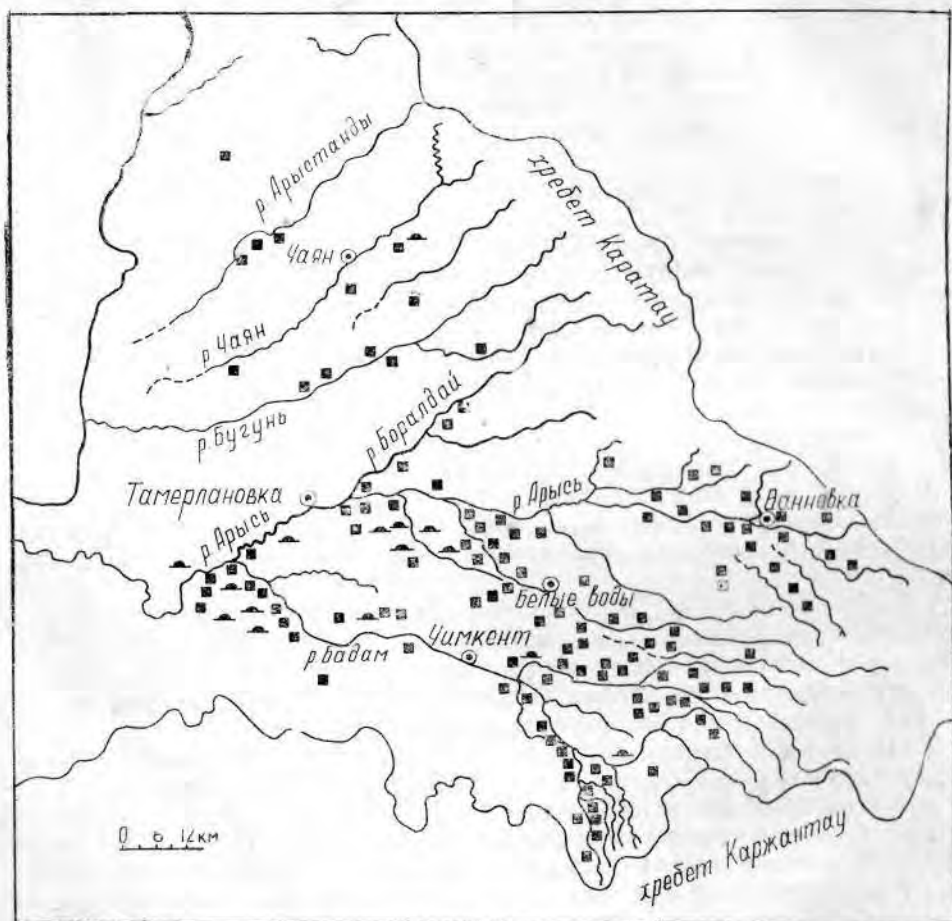 р. Арыстанды
хребет Каратау
Чаян
р. Чаян
р. Бугунь
р. Боралдай
Тамерлановка
р. Арысь
Ванновка
р. Арысь
Белые воды
Чимкент
р. Бадам
0 6 12км
хребет Каржантау